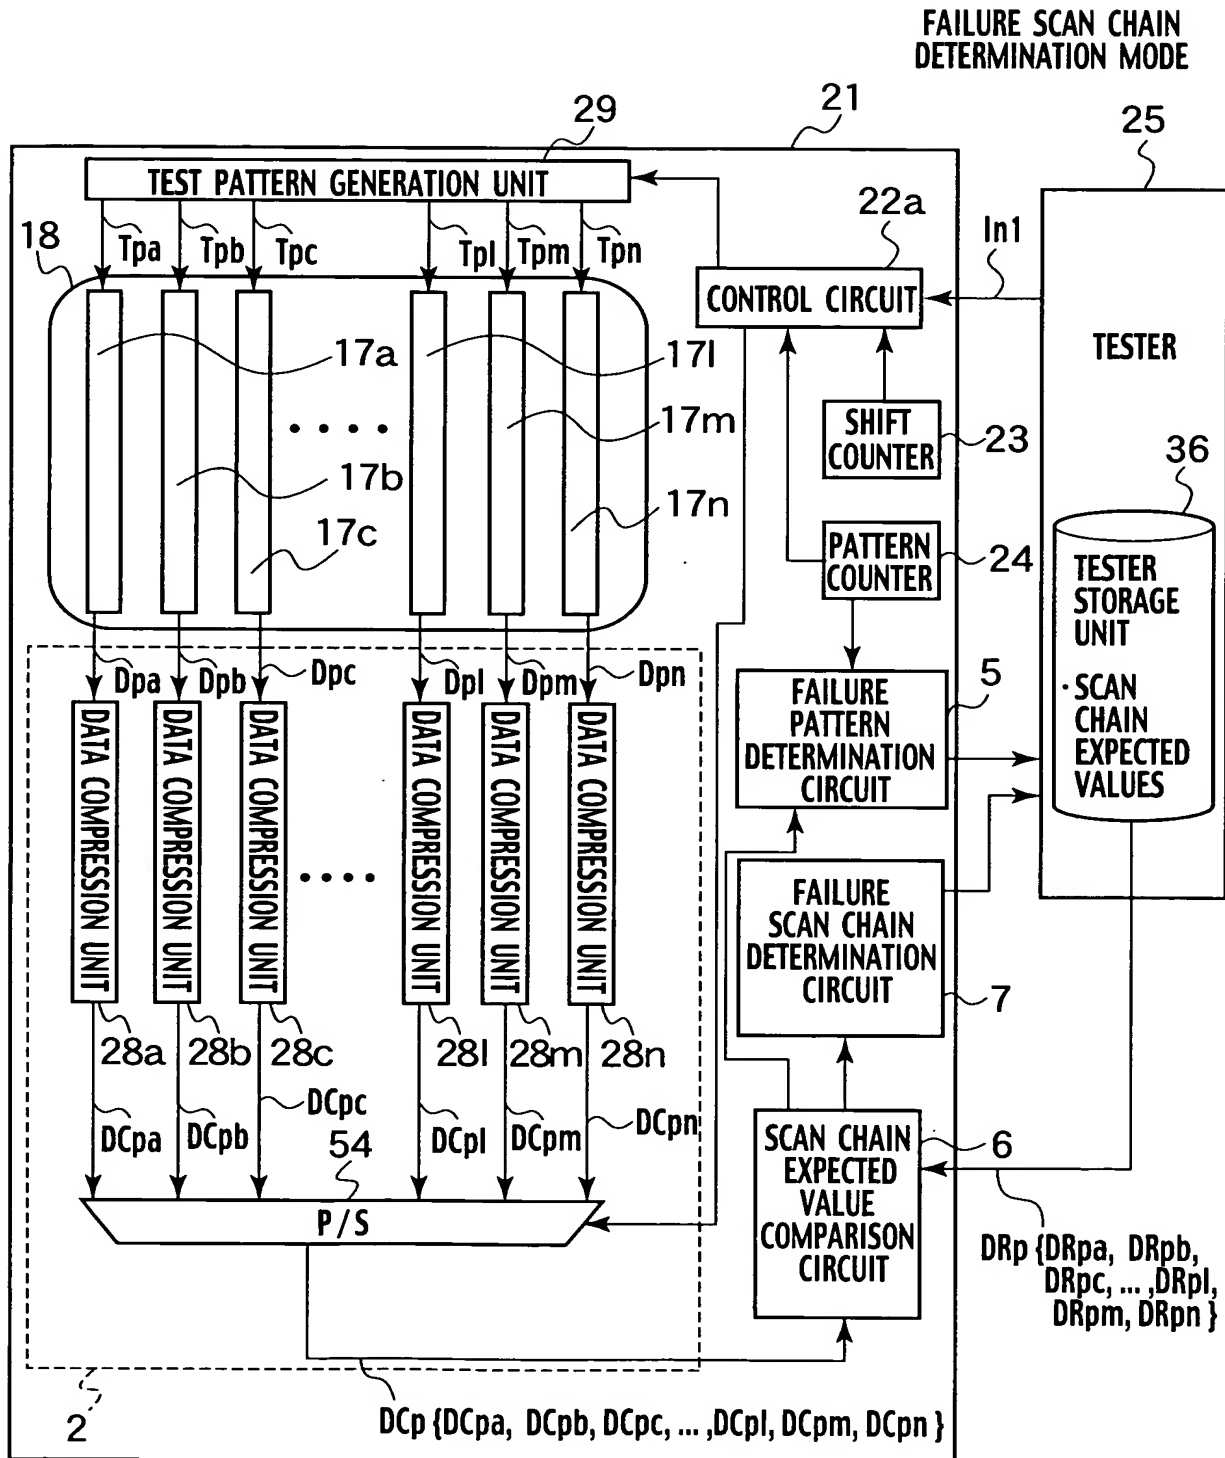 FAILURE SCAN CHAIN
DETERMINATION MODE
21
29
25
TEST PATTERN GENERATION UNIT
22a
18
Tpa
Tpb
Tpc
Tpl
Tpm
Tpn
In1
CONTROL CIRCUIT
TESTER
17a
17l
17m
17b
17n
17c
SHIFT
COUNTER
23
36
PATTERN
COUNTER
24
TESTER
STORAGE
UNIT
· SCAN
CHAIN
EXPECTED
VALUES
Dpa
Dpb
Dpc
Dpl
Dpm
Dpn
5
FAILURE
PATTERN
DETERMINATION
CIRCUIT
DATA COMPRESSION UNIT
DATA COMPRESSION UNIT
DATA COMPRESSION UNIT
DATA COMPRESSION UNIT
DATA COMPRESSION UNIT
DATA COMPRESSION UNIT
FAILURE
SCAN CHAIN
DETERMINATION
CIRCUIT
7
28a
28b
28c
28l
28m
28n
DCpa
DCpb
DCpc
DCpl
DCpm
DCpn
54
P/S
SCAN CHAIN
EXPECTED
VALUE
COMPARISON
CIRCUIT
6
DRp {DRpa, DRpb,
DRpc, ... ,DRpl,
DRpm, DRpn }
2
DCp {DCpa, DCpb, DCpc, ... ,DCpl, DCpm, DCpn }